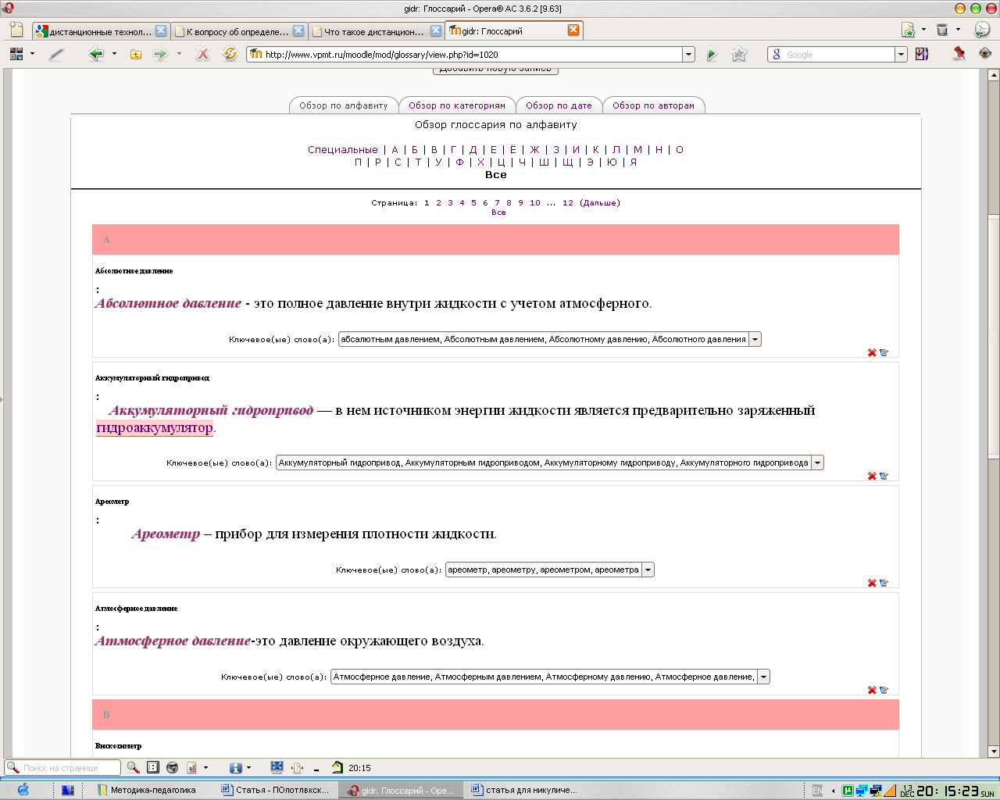 gidr: Глоссарий - Opera® AC 3.6.2 [9.63]
дистанционные технол...
К вопросу об определе...
Что такое дистанцион...
gidr: Глоссарий
http://www.vpmt.ru/moodle/mod/glossary/view.php?id=1020
Google
Добавить новую запись
Обзор по алфавиту
Обзор по категориям
Обзор по дате
Обзор по авторам
Обзор глоссария по алфавиту
Специальные | А | Б | В | Г | Д | Е | Ё | Ж | З | И | К | Л | М | Н | О
П | Р | С | Т | У | Ф | Х | Ц | Ч | Ш | Щ | Э | Ю | Я
Все
Страница: 1 2 3 4 5 6 7 8 9 10 ... 12 (Дальше)
Все
А
Абсолютное давление
:
Абсолютное давление - это полное давление внутри жидкости с учетом атмосферного.
Ключевое(ые) слово(а): абсалютным давлением, Абсолютным давлением, Абсолютному давлению, Абсолютного давления
Аккумуляторный гидропривод
:
Аккумуляторный гидропривод — в нем источником энергии жидкости является предварительно заряженный
гидроаккумулятор.
Ключевое(ые) слово(а): Аккумуляторный гидропривод, Аккумуляторным гидроприводом, Аккумуляторному гидроприводу, Аккумуляторного гидропривода
Ареометр
:
Ареометр – прибор для измерения плотности жидкости.
Ключевое(ые) слово(а): ареометр, ареометру, ареометром, ареометра
Атмосферное давление
:
Атмосферное давление-это давление окружающего воздуха.
Ключевое(ые) слово(а): Атмосферное давление, Атмосферным давлением, Атмосферному давлению, Атмосферное давление,
В
Вискозиметр
Поиск на странице
20:15
Методика-педагогика
Статья - ПОлотлвкск...
gidr: Глоссарий - Opе...
статья для никуличе...
EN
13 DEC 20:15:23 SUN